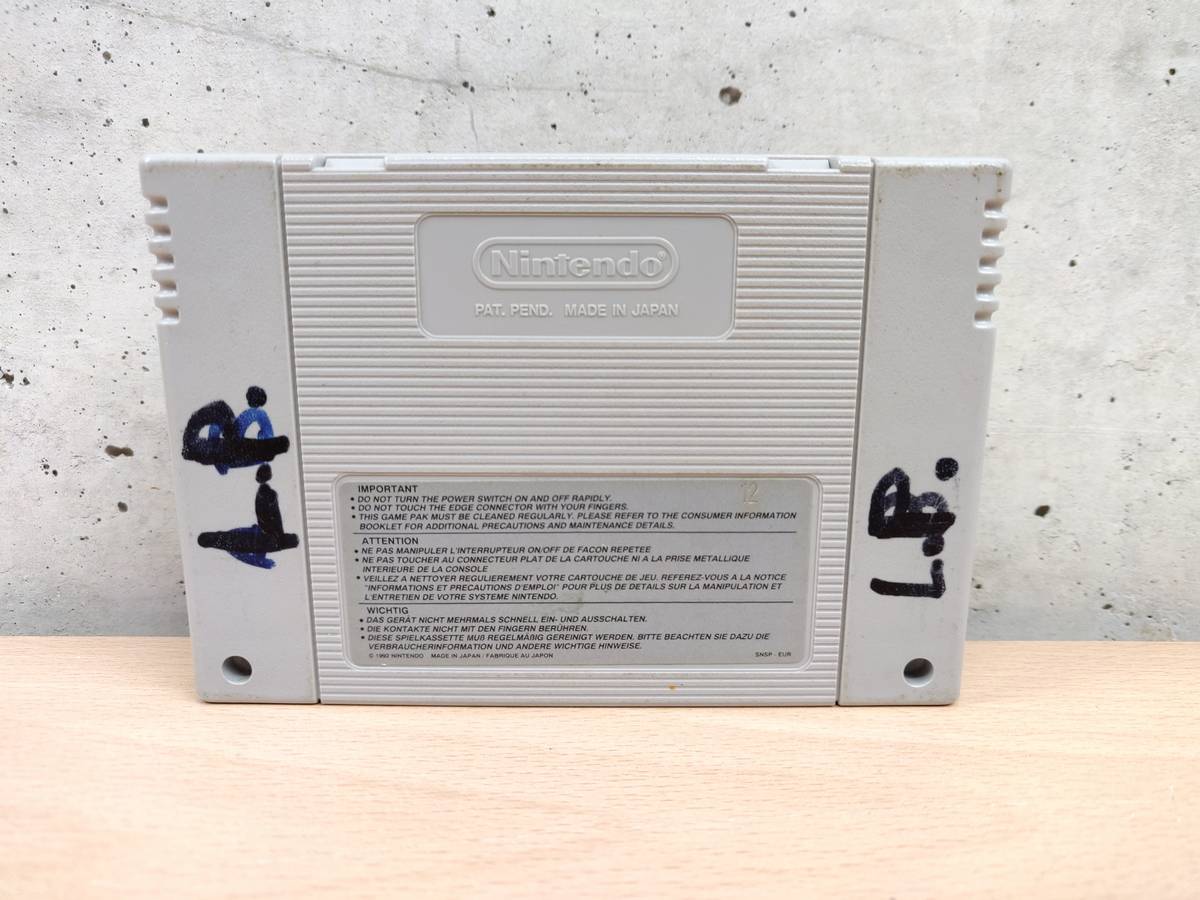 Nintendo®
PAT. PEND. MADE IN JAPAN
L.B.
L.B.
12
IMPORTANT
• DO NOT TURN THE POWER SWITCH ON AND OFF RAPIDLY.
• DO NOT TOUCH THE EDGE CONNECTOR WITH YOUR FINGERS.
• THIS GAME PAK MUST BE CLEANED REGULARLY. PLEASE REFER TO THE CONSUMER INFORMATION
BOOKLET FOR ADDITIONAL PRECAUTIONS AND MAINTENANCE DETAILS.
ATTENTION
• NE PAS MANIPULER L'INTERRUPTEUR ON/OFF DE FACON REPETEE
• NE PAS TOUCHER AU CONNECTEUR PLAT DE LA CARTOUCHE NI A LA PRISE METALLIQUE
INTERIEURE DE LA CONSOLE
• VEILLEZ A NETTOYER REGULIEREMENT VOTRE CARTOUCHE DE JEU. REFEREZ-VOUS A LA NOTICE
"INFORMATIONS ET PRECAUTIONS D'EMPLOI" POUR PLUS DE DETAILS SUR LA MANIPULATION ET
L'ENTRETIEN DE VOTRE SYSTEME NINTENDO.
WICHTIG
• DAS GERÄT NICHT MEHRMALS SCHNELL EIN- UND AUSSCHALTEN.
• DIE KONTAKTE NICHT MIT DEN FINGERN BERÜHREN.
• DIESE SPIELKASSETTE MUß REGELMÄßIG GEREINIGT WERDEN. BITTE BEACHTEN SIE DAZU DIE
VERBRAUCHERINFORMATION UND ANDERE WICHTIGE HINWEISE.
© 1992 NINTENDO MADE IN JAPAN / FABRIQUE AU JAPON SNSP - EUR